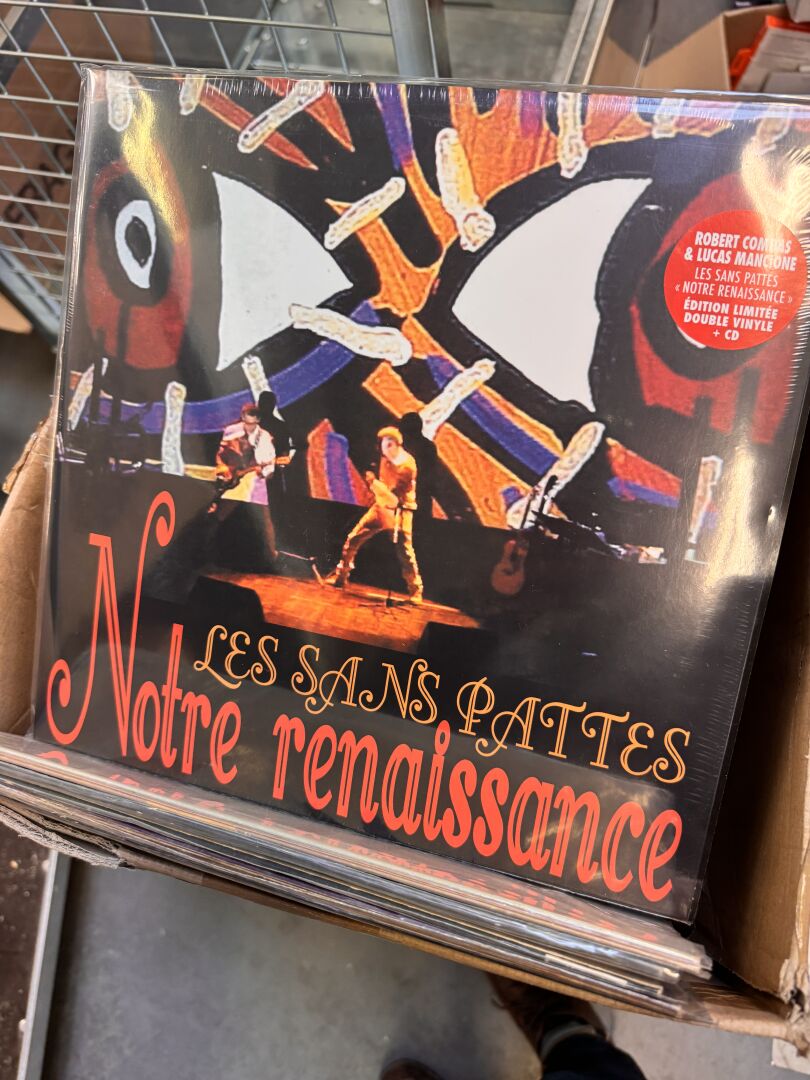 ROBERT COMBAS
& LUCAS MANCIONE
LES SANS PATTES
« NOTRE RENAISSANCE »
ÉDITION LIMITÉE
DOUBLE VINYLE
+ CD
LES SANS PATTES
Notre renaissance